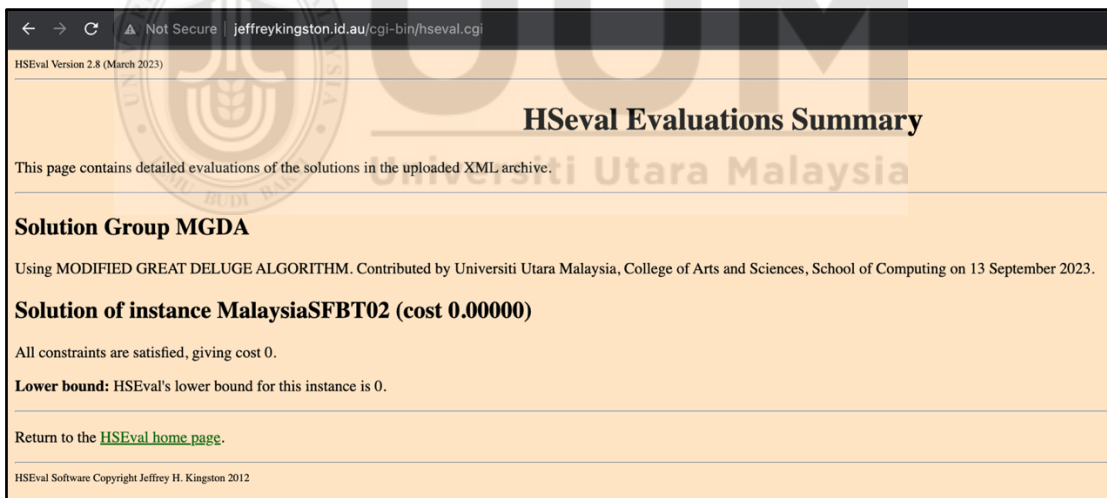 Not Secure jeffreykingston.id.au/cgi-bin/hseval.cgi
HSEval Version 2.8 (March 2023)
HSeval Evaluations Summary
This page contains detailed evaluations of the solutions in the uploaded XML archive.
UUM
Universiti Utara Malaysia
Solution Group MGDA
Using MODIFIED GREAT DELUGE ALGORITHM. Contributed by Universiti Utara Malaysia, College of Arts and Sciences, School of Computing on 13 September 2023.
Solution of instance MalaysiaSFBT02 (cost 0.00000)
All constraints are satisfied, giving cost 0.
Lower bound: HSEval's lower bound for this instance is 0.
Return to the HSEval home page.
HSEval Software Copyright Jeffrey H. Kingston 2012